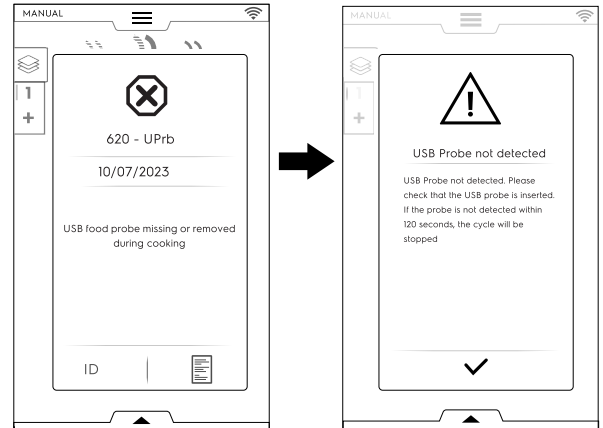 MANUAL
1
+
620 - UPrb
10/07/2023
USB food probe missing or removed
during cooking
ID
MANUAL
1
+
USB Probe not detected
USB Probe not detected. Please
check that the USB probe is inserted.
If the probe is not detected within
120 seconds, the cycle will be
stopped